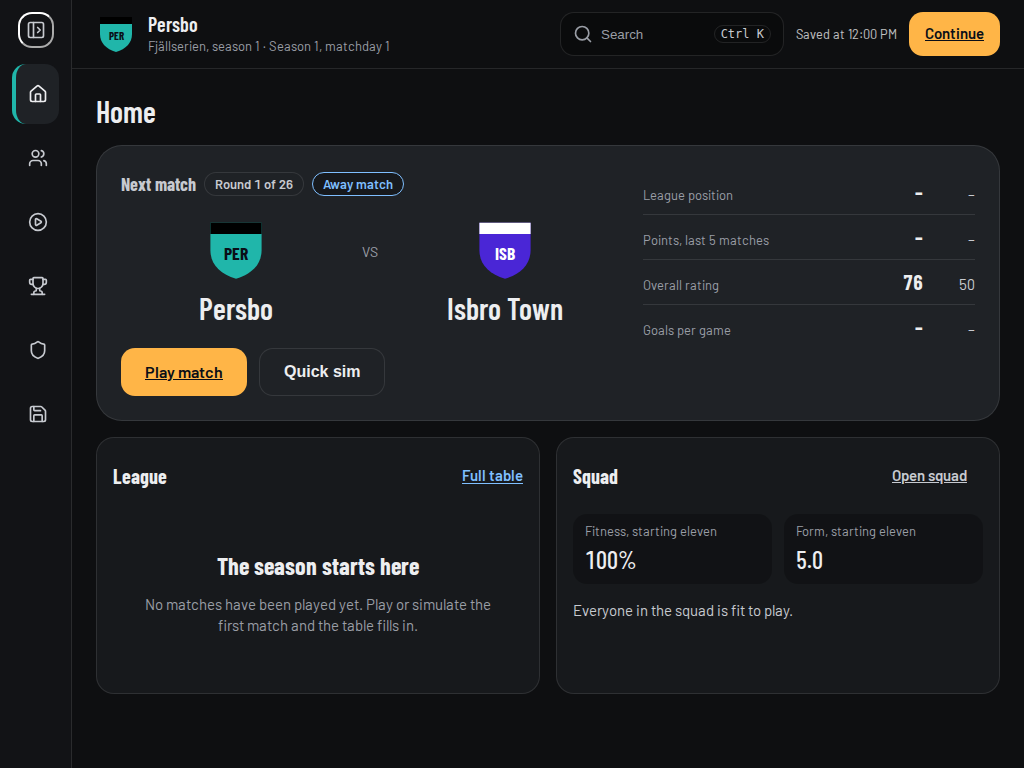 PER
Persbo
Fjällserien, season 1 · Season 1, matchday 1
Search
Ctrl K
Saved at 12:00 PM
Continue
Home
Next match
Round 1 of 26
Away match
PER
VS
ISB
Persbo
Isbro Town
Play match
Quick sim
League position - –
Points, last 5 matches - –
Overall rating 76 50
Goals per game - –
League
Full table
The season starts here
No matches have been played yet. Play or simulate the
first match and the table fills in.
Squad
Open squad
Fitness, starting eleven
100%
Form, starting eleven
5.0
Everyone in the squad is fit to play.